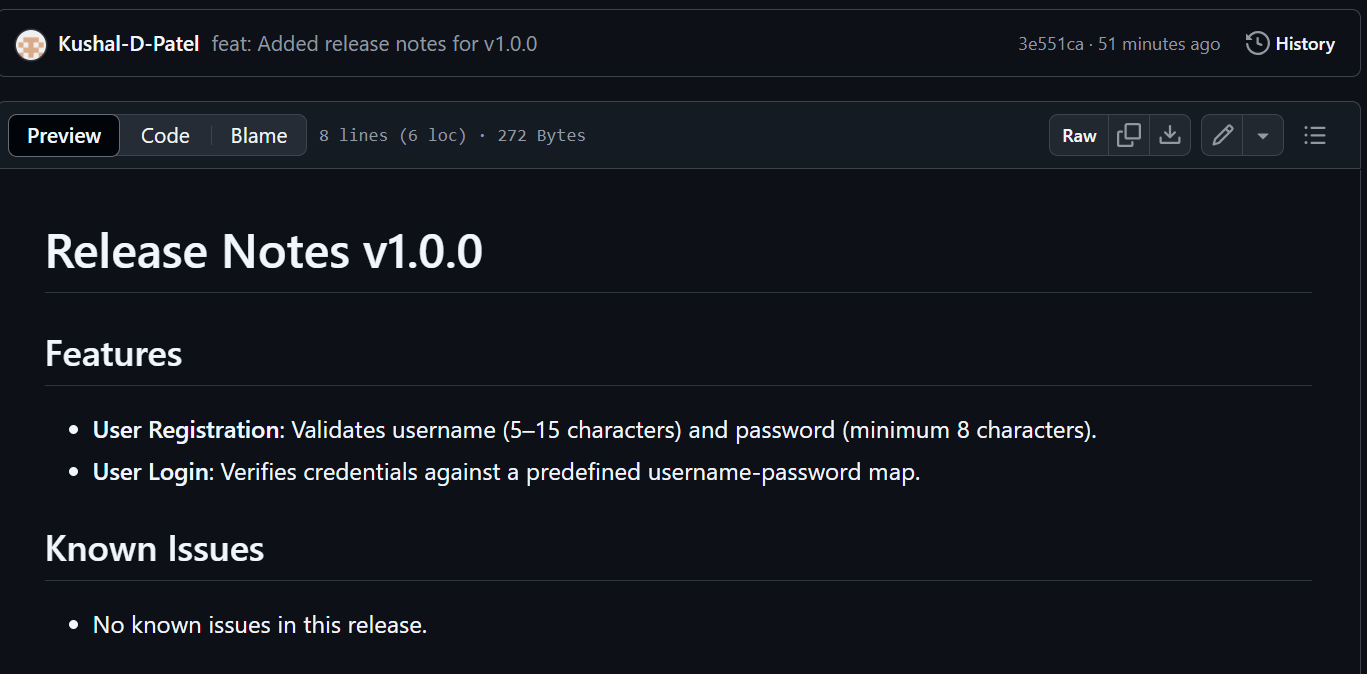 Kushal-D-Patel feat: Added release notes for v1.0.0 3e551ca · 51 minutes ago History
Preview Code Blame 8 lines (6 loc) · 272 Bytes Raw
Release Notes v1.0.0
Features
• User Registration: Validates username (5–15 characters) and password (minimum 8 characters).
• User Login: Verifies credentials against a predefined username-password map.
Known Issues
• No known issues in this release.